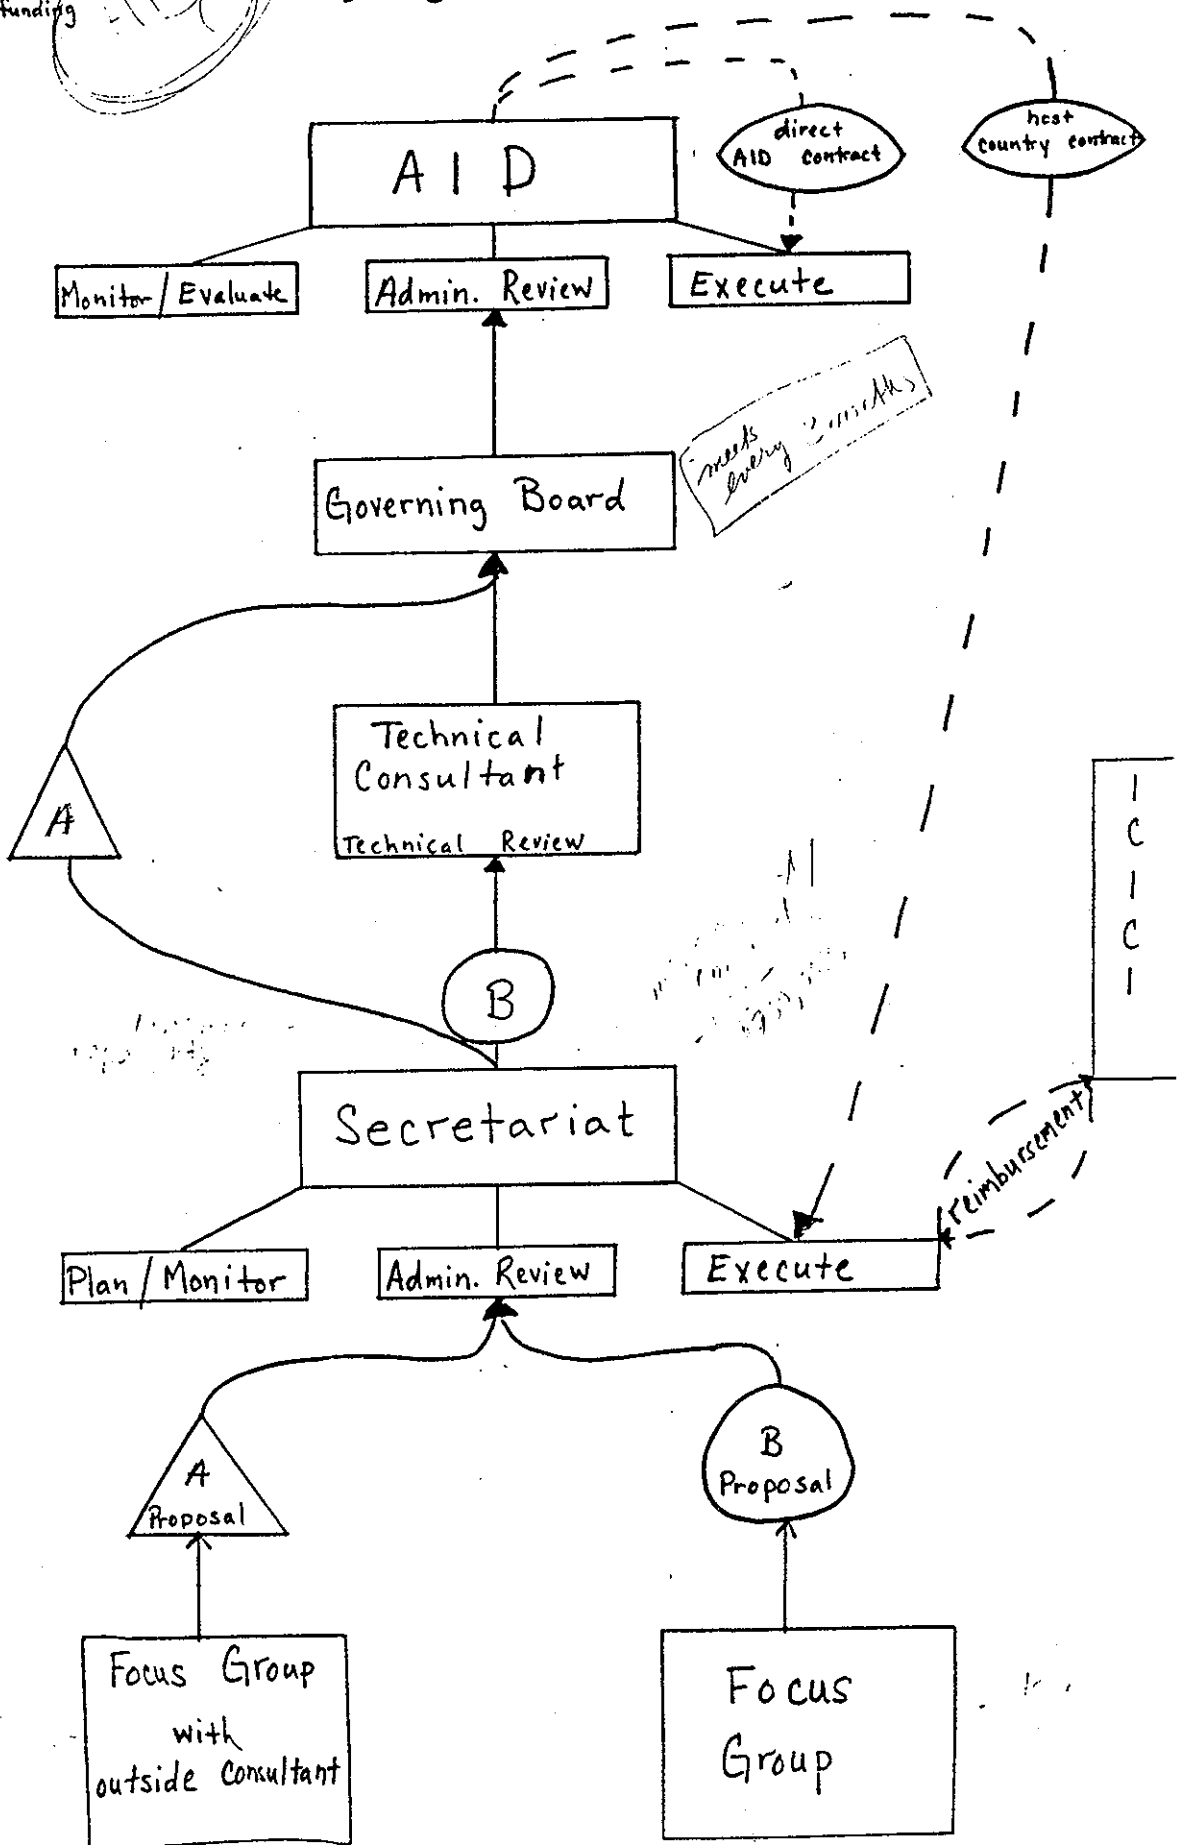 funding
direct
AID contract
host
country contract
AID
Monitor/Evaluate
Admin. Review
Execute
meets
every
Governing Board
Technical
Consultant
Technical Review
A
I
C
I
C
I
B
Secretariat
reimbursement
Plan/Monitor
Admin. Review
Execute
A
Proposal
B
Proposal
Focus Group
with
outside Consultant
Focus
Group